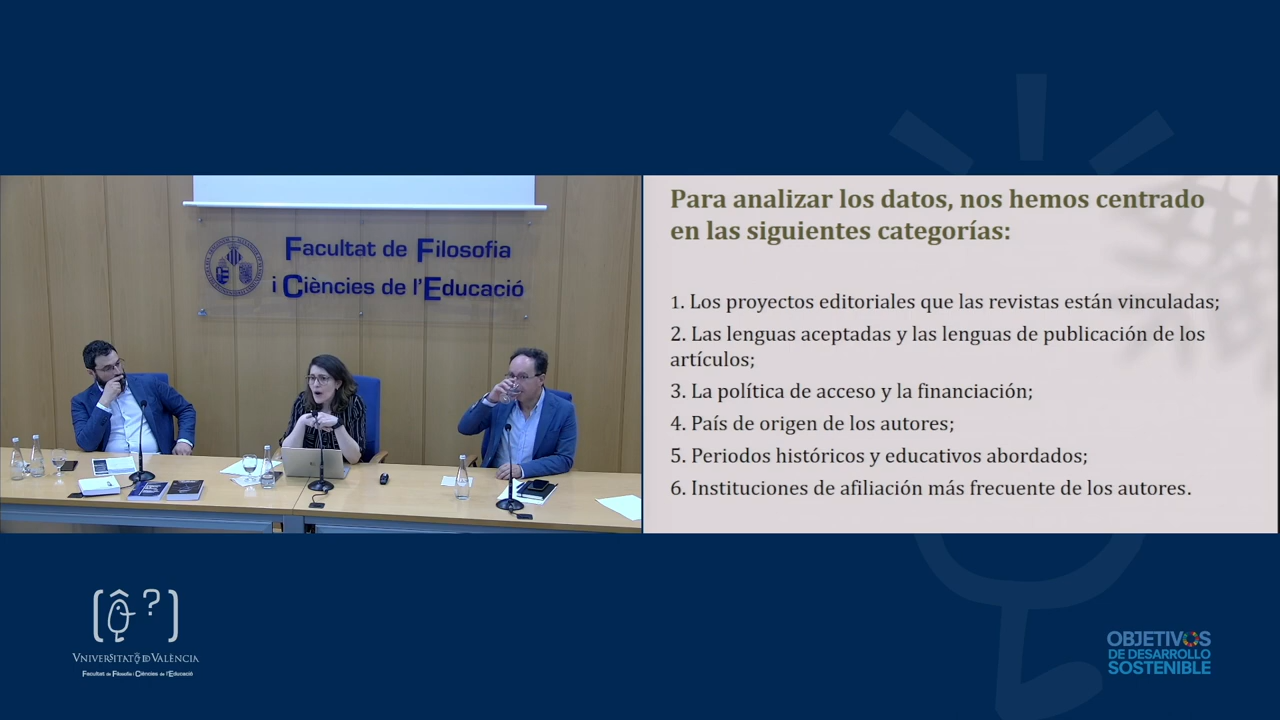 Facultat de Filosofia
i Ciències de l'Educació
Para analizar los datos, nos hemos centrado
en las siguientes categorías:
1. Los proyectos editoriales que las revistas están vinculadas;
2. Las lenguas aceptadas y las lenguas de publicación de los
artículos;
3. La política de acceso y la financiación;
4. País de origen de los autores;
5. Periodos históricos y educativos abordados;
6. Instituciones de afiliación más frecuente de los autores.
VNIVERSITAT ID VALÈNCIA
Facultat de Filosofia i Ciències de l'Educació
OBJETIVOS
DE DESARROLLO
SOSTENIBLE